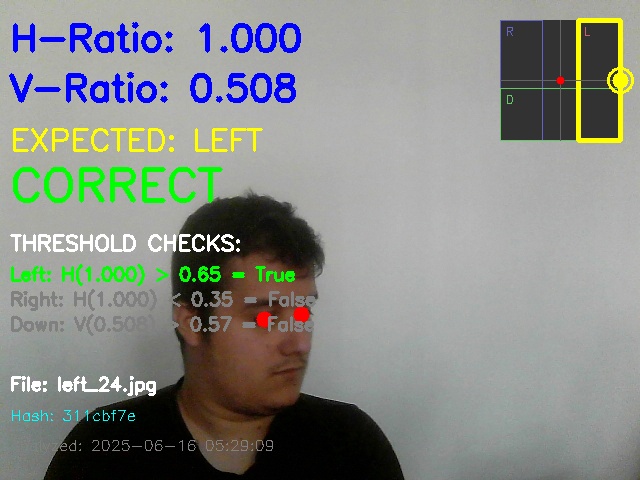 H-Ratio: 1.000
V-Ratio: 0.508
EXPECTED: LEFT
CORRECT
THRESHOLD CHECKS:
Left: H(1.000) > 0.65 = True
Right: H(1.000) < 0.35 = False
Down: V(0.508) > 0.57 = False
File: left_24.jpg
Hash: 311cbf7e
2025-06-16 05:29:09
R
L
D